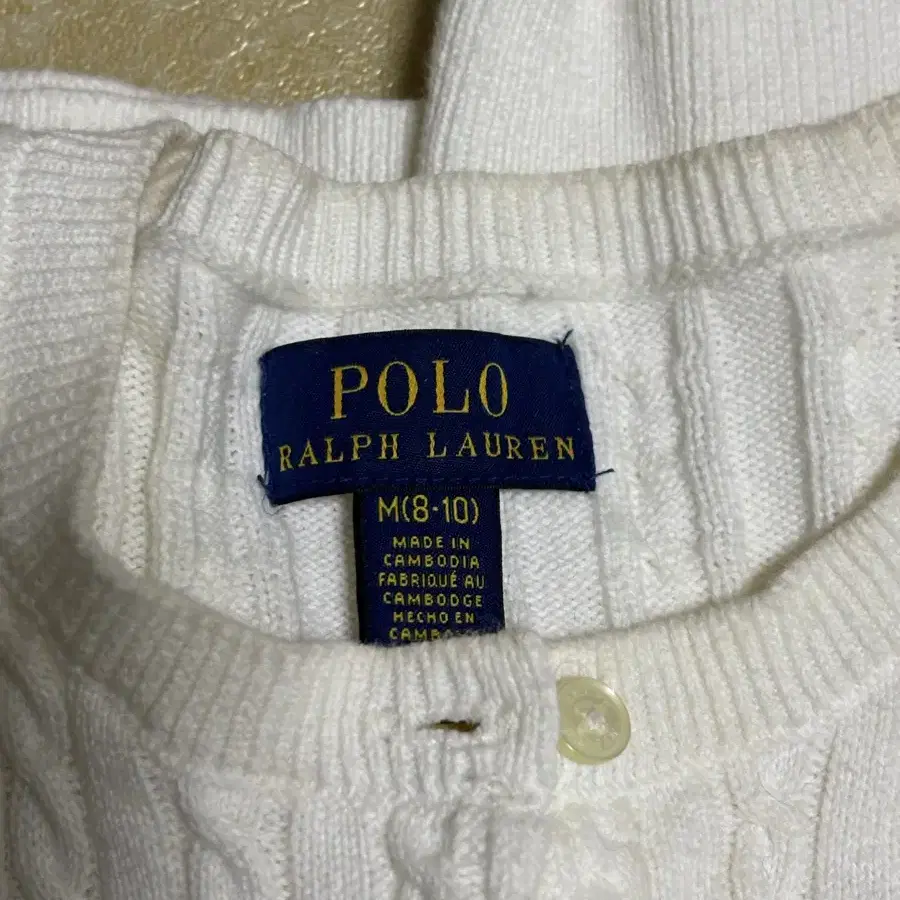 POLO
RALPH LAUREN
M(8-10)
MADE IN
CAMBODIA
FABRIQUÉ AU
CAMBODGE
HECHO EN